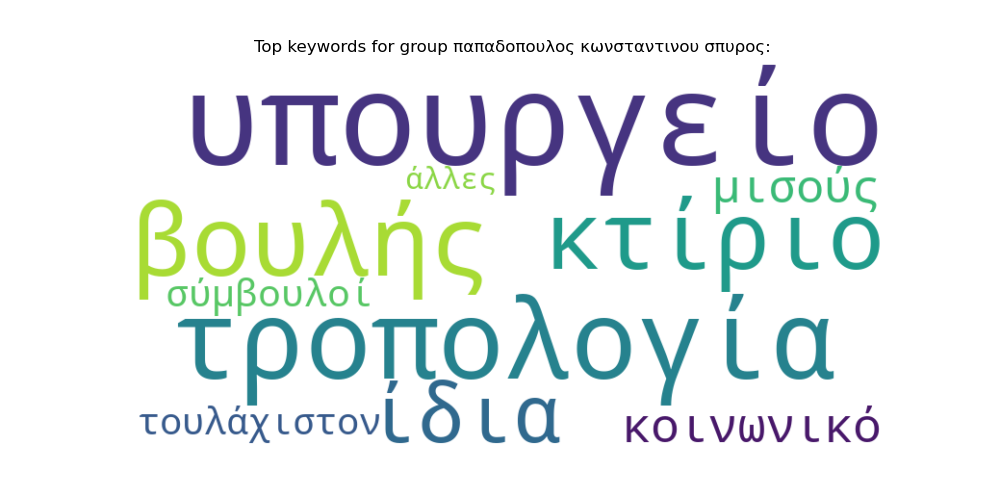 Top keywords for group παπαδοπουλος κωνσταντινου σπυρος:
υπουργείο
άλλες
μισούς
βουλής
κτίριο
σύμβουλοί
τροπολογία
τουλάχιστον
ίδια
κοινωνικό